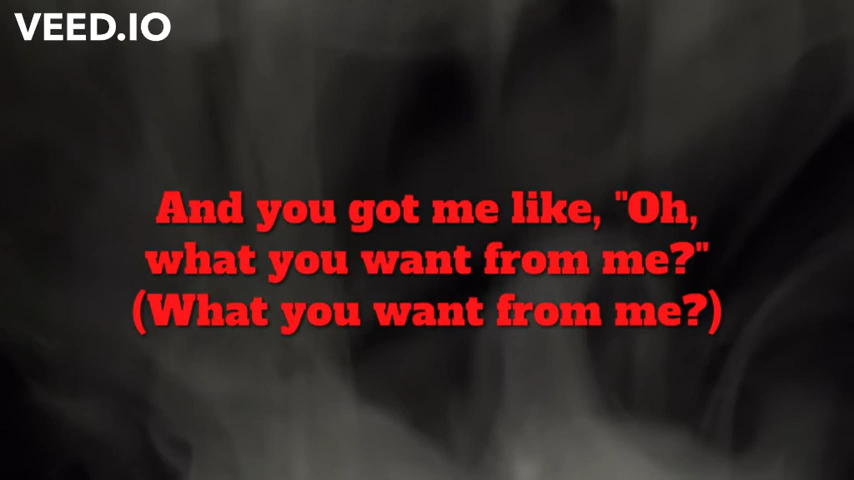 VEED.IO
And you got me like, "Oh,
what you want from me?"
(What you want from me?)